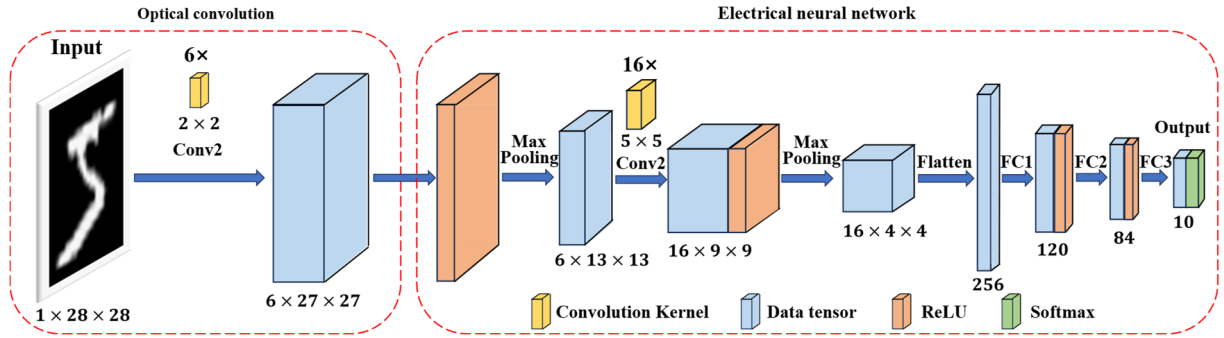 Optical convolution
Electrical neural network
Input
6×
2 × 2
Conv2
1 × 28 × 28
6 × 27 × 27
Max
Pooling
6 × 13 × 13
16×
5 × 5
Conv2
16 × 9 × 9
Max
Pooling
16 × 4 × 4
Flatten
256
FC1
120
FC2
84
FC3
Output
10
Convolution Kernel
Data tensor
ReLU
Softmax